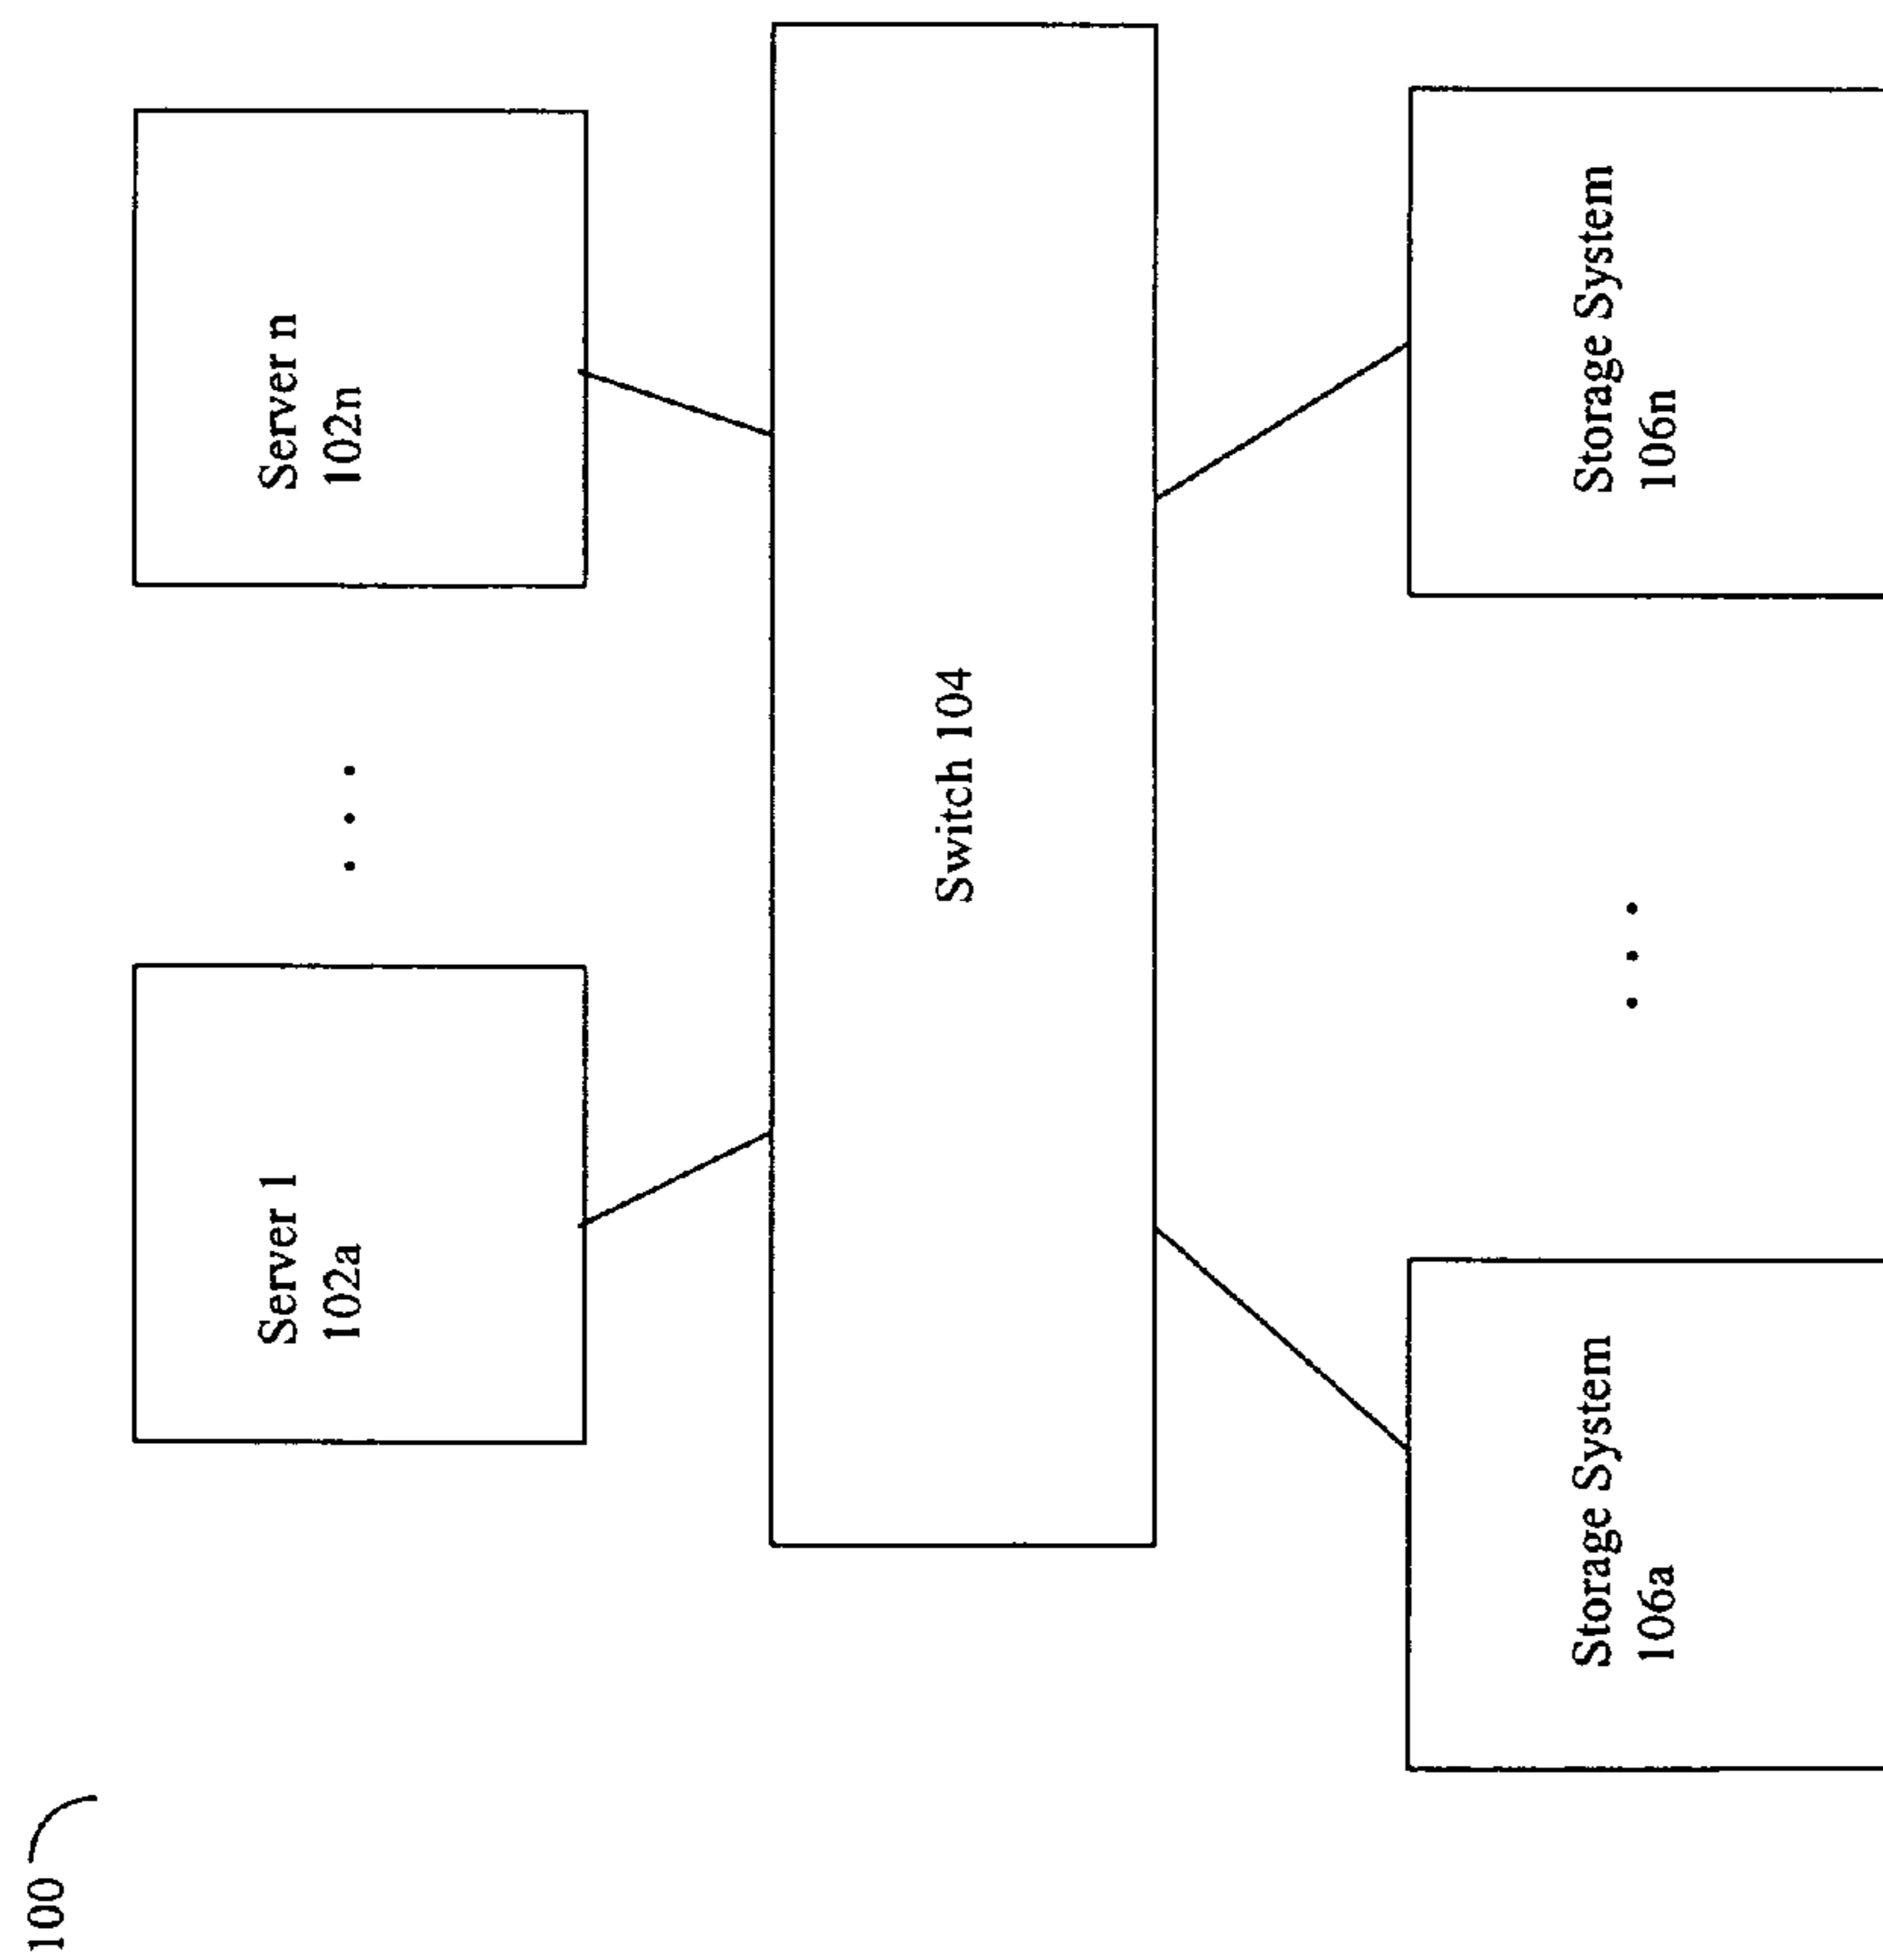 100
Server 1
102a
. . .
Server n
102n
Switch 104
Storage System
106a
. . .
Storage System
106n